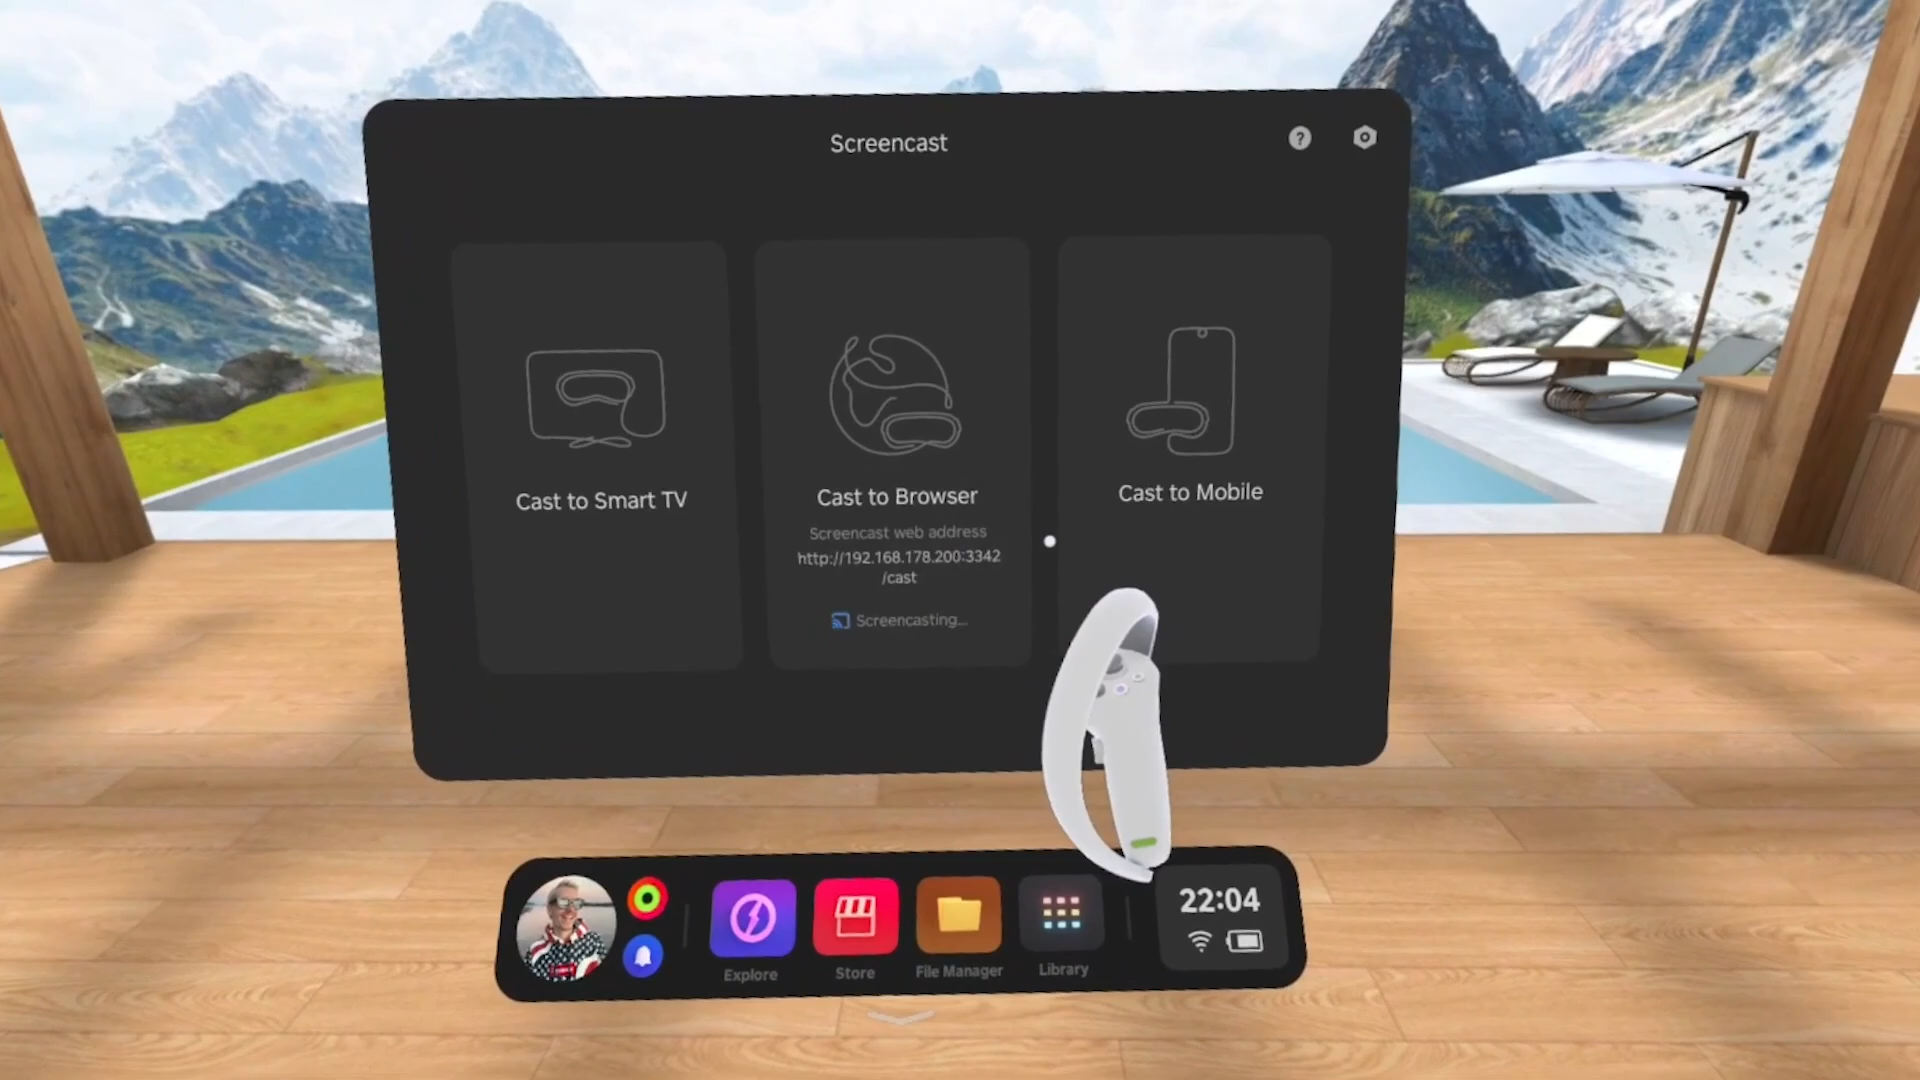 Screencast
?
Cast to Smart TV
Cast to Browser
Screencast web address
http://192.168.178.200:3342
/cast
Screencasting...
Cast to Mobile
Explore
Store
File Manager
Library
22:04